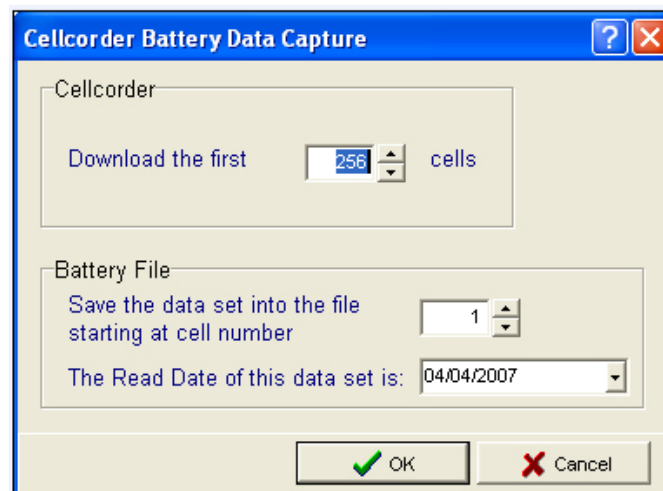 Cellcorder Battery Data Capture
Cellcorder
Download the first 256 cells
Battery File
Save the data set into the file
starting at cell number 1
The Read Date of this data set is: 04/04/2007
OK Cancel